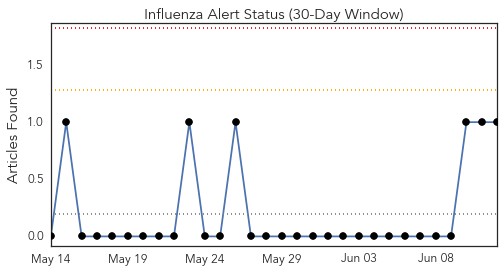 Influenza Alert Status (30-Day Window)
Articles Found
1.5
1.0
0.5
0.0
May 14
May 19
May 24
May 29
Jun 03
Jun 08